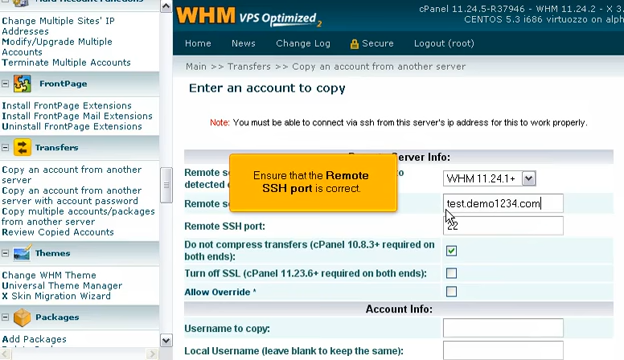 Change Multiple Sites' IP
Addresses
Modify/Upgrade Multiple
Accounts
Terminate Multiple Accounts
FrontPage
Install FrontPage Extensions
Install FrontPage Mail Extensions
Uninstall FrontPage Extensions
Transfers
Copy an account from another
server
Copy an account from another
server with account password
Copy multiple accounts/packages
from another server
Review Copied Accounts
Themes
Change WHM Theme
Universal Theme Manager
X Skin Migration Wizard
Packages
Add Packages
WHM VPS Optimized 2
cPanel 11.24.5-R37946 - WHM 11.24.2 - X 3.
CENTOS 5.3 i686 virtuozzo on
Home News Change Log Secure Logout (root)
Main >> Transfers >> Copy an account from another server
Enter an account to copy
Note: You must be able to connect via ssh from this server's ip address for this to work properly.
Server Info:
Remote
to
WHM 11.24.1+
detected
Remote
test.demo1234.com
Ensure that the Remote
SSH port is correct.
Remote SSH port:
22
Do not compress transfers (cPanel 10.8.3+ required on
both ends):
Turn off SSL (cPanel 11.23.6+ required on both ends):
Allow Override *
Account Info:
Username to copy:
Local Username (leave blank to keep the same):